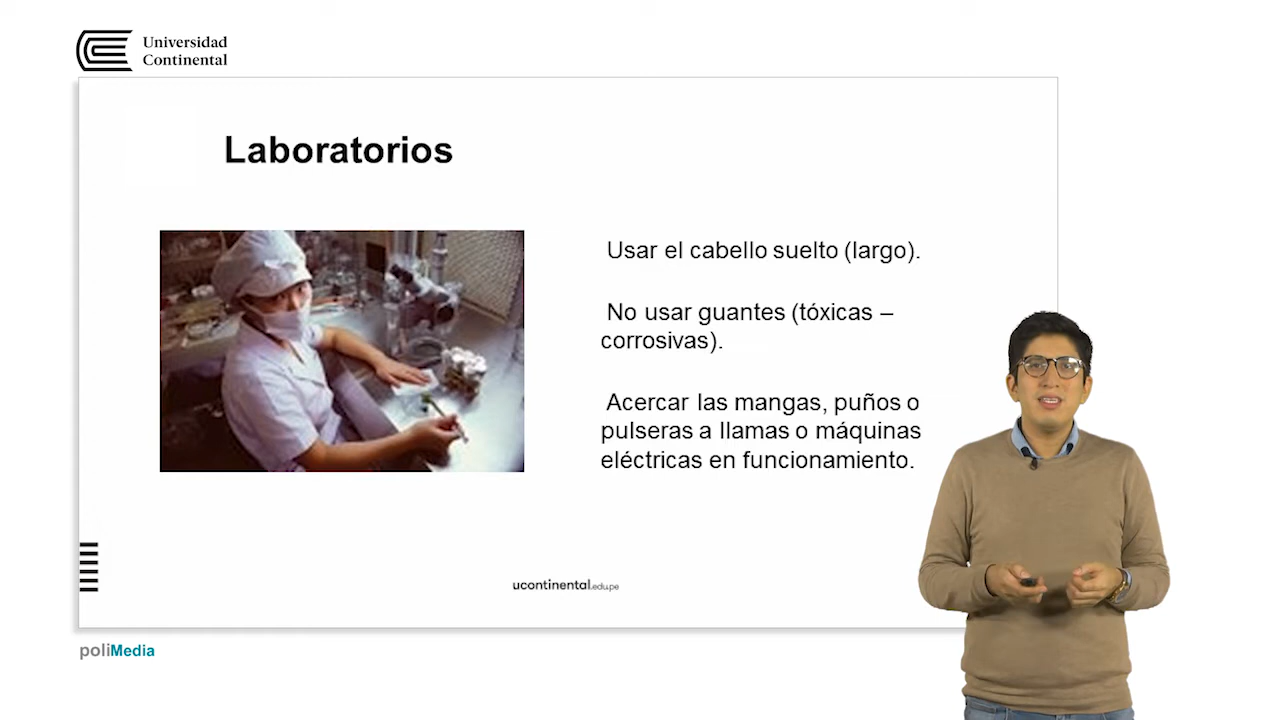 Universidad
Continental
Laboratorios
Usar el cabello suelto (largo).
No usar guantes (tóxicas –
corrosivas).
Acercar las mangas, puños o
pulseras a llamas o máquinas
eléctricas en funcionamiento.
ucontinental.edu.pe
poliMedia